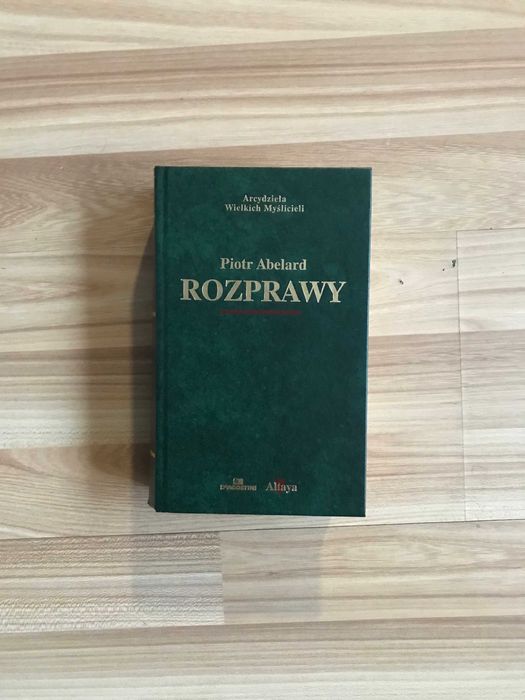 Arcydzieła
Wielkich Myślicieli
Piotr Abelard
ROZPRAWY
DeAGOSTINI
Altaya